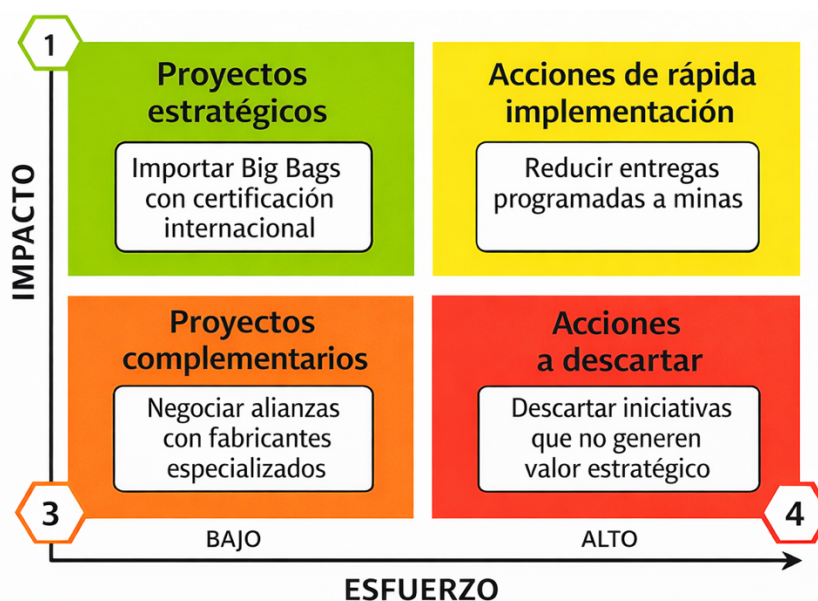 1
Proyectos
estratégicos
Importar Big Bags
con certificación
internacional
Acciones de rápida
implementación
Reducir entregas
programadas a minas
IMPACTO
Proyectos
complementarios
Negociar alianzas
con fabricantes
especializados
Acciones
a descartar
Descartar iniciativas
que no generen
valor estratégico
3
4
BAJO
ALTO
ESFUERZO